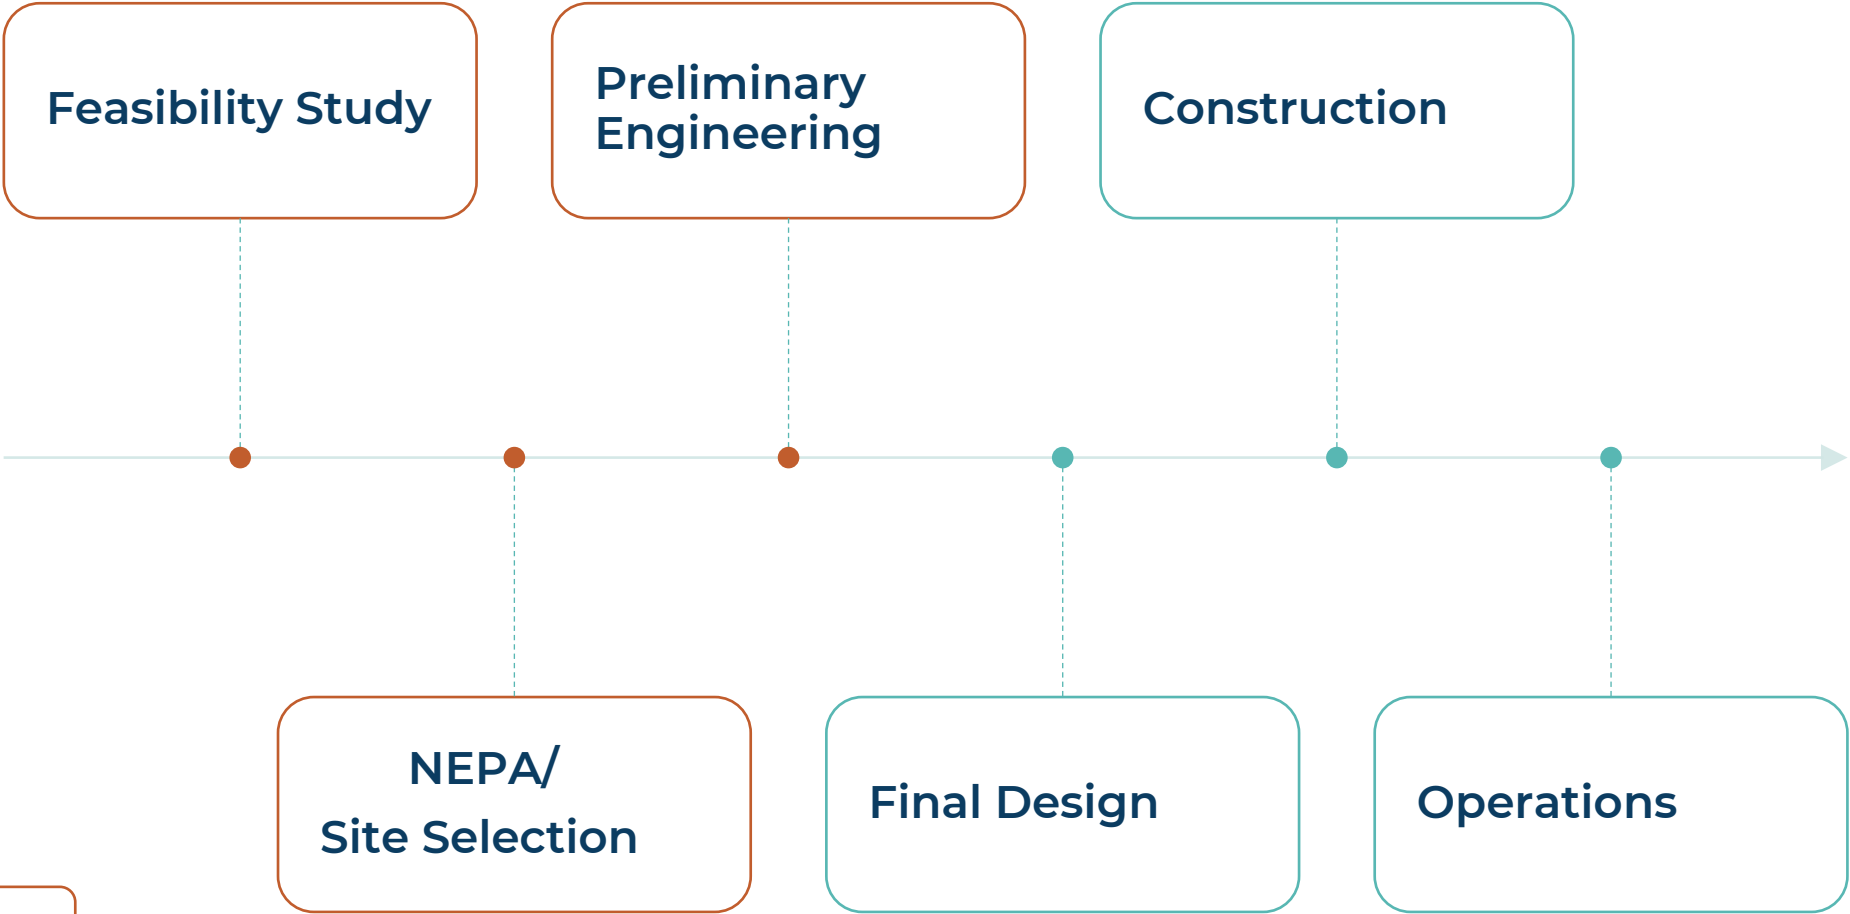 Feasibility Study
Preliminary
Engineering
Construction
NEPA/
Site Selection
Final Design
Operations